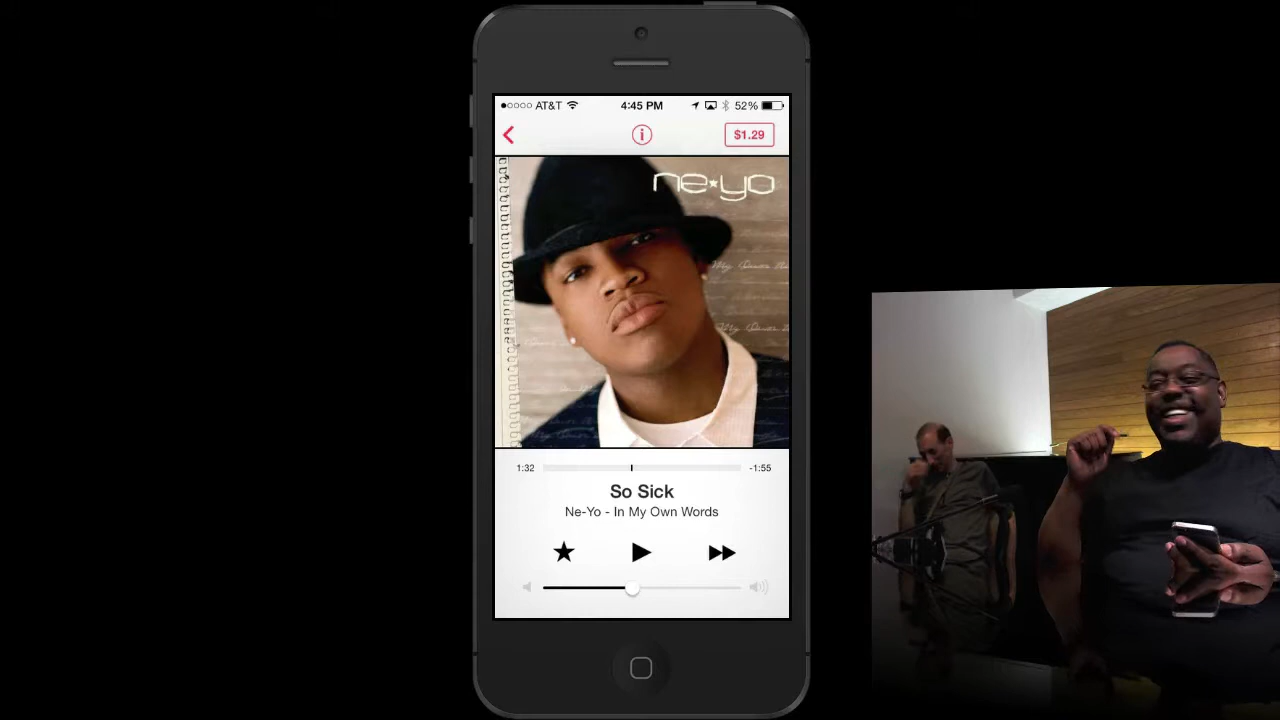 AT&T 4:45 PM 52%
$1.29
ne★yo
1:32 -1:55
So Sick
Ne-Yo - In My Own Words